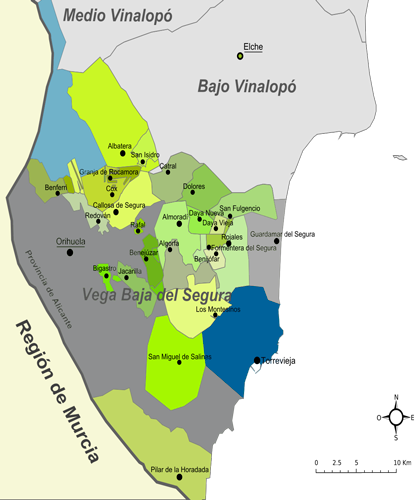 Medio Vinalopó
Elche
Bajo Vinalopó
Albatera
San Isidro
Catral
Granja de Rocamora
Benferri
Cox
Dolores
Callosa de Segura
Redován
Daya Nueva
San Fulgencio
Almoradí
Daya Vieja
Rafal
Rojales
Guardamar del Segura
Orihuela
Algorfa
Formentera del Segura
Benejúzar
Benijófar
Provincia de Alicante
Bigastro
Jacarilla
Vega Baja del Segura
Los Montesinos
Región de Murcia
San Miguel de Salinas
Torrevieja
N
O
E
S
Pilar de la Horadada
0 2.5 5 10 Km